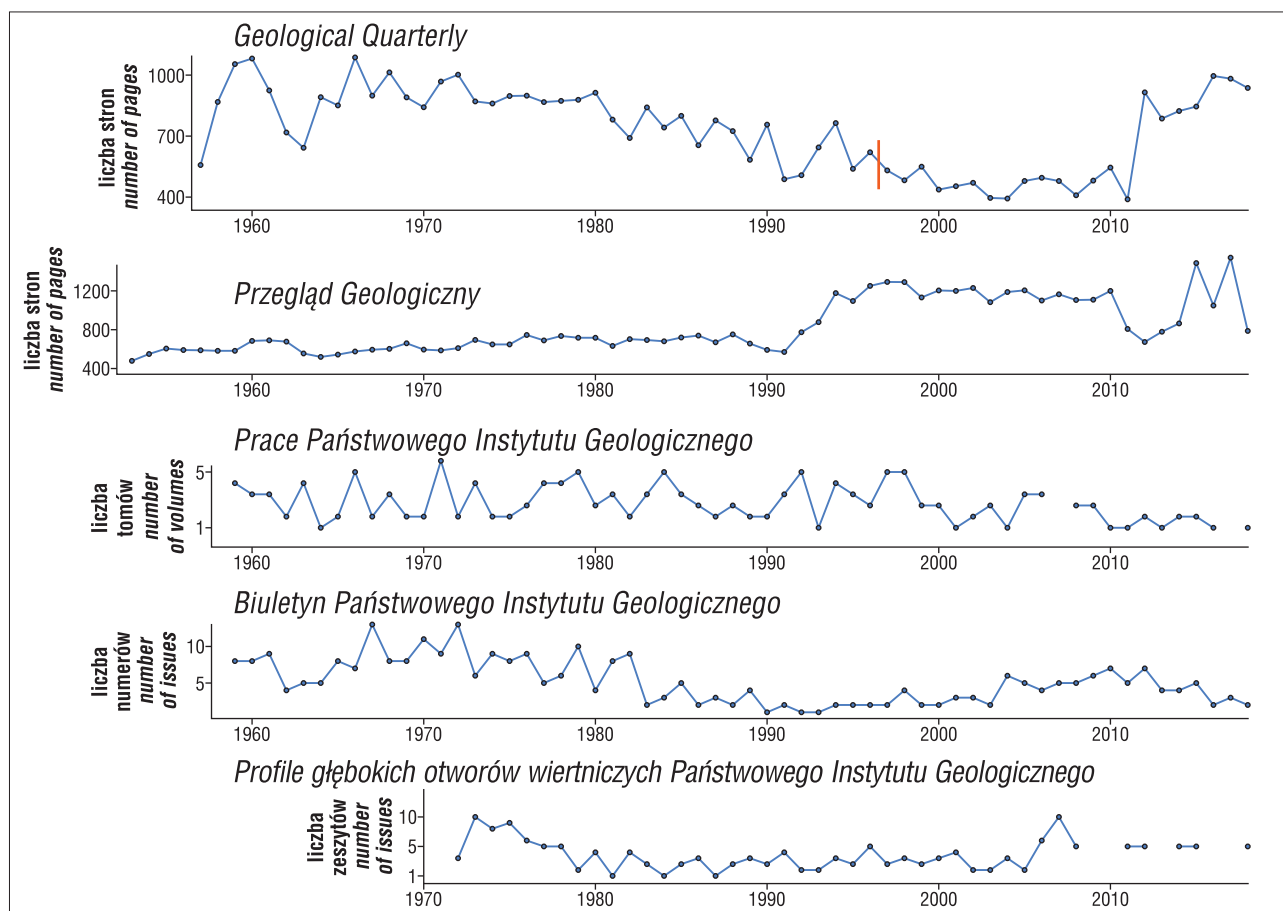 Geological Quarterly
liczba stron
number of pages
1000
700
400
1960 1970 1980 1990 2000 2010
Przegląd Geologiczny
liczba stron
number of pages
1200
800
400
1960 1970 1980 1990 2000 2010
Prace Państwowego Instytutu Geologicznego
liczba
tomów
number
of volumes
5
1
1960 1970 1980 1990 2000 2010
Biuletyn Państwowego Instytutu Geologicznego
liczba
numerów
number
of issues
10
5
1960 1970 1980 1990 2000 2010
Profile głębokich otworów wiertniczych Państwowego Instytutu Geologicznego
liczba
zeszytów
number
of issues
10
5
1
1970 1980 1990 2000 2010